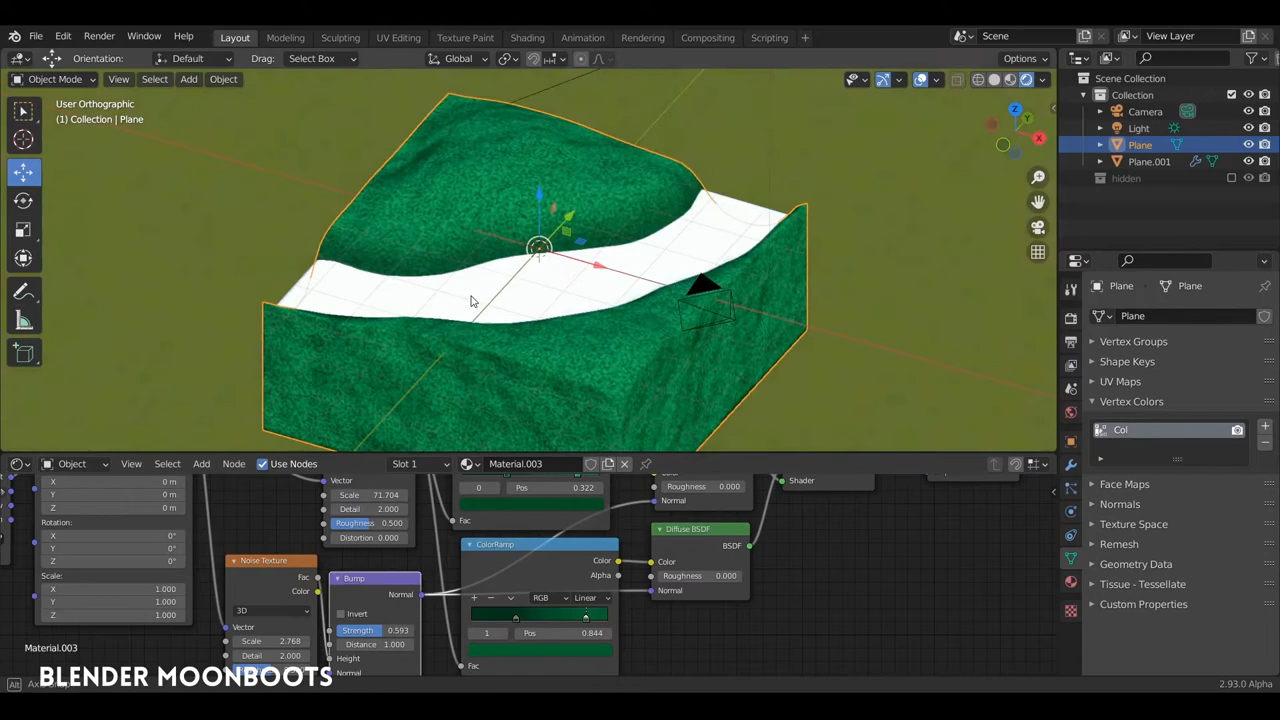 File Edit Render Window Help Layout Modeling Sculpting UV Editing Texture Paint Shading Animation Rendering Compositing Scripting + Scene View Layer
Orientation: Default Drag: Select Box Global Options
Object Mode View Select Add Object
User Orthographic
(1) Collection | Plane
Z
Y
X
Scene Collection
Collection
Camera
Light
Plane
Plane.001
hidden
Plane Plane
Plane
Vertex Groups
Shape Keys
UV Maps
Vertex Colors
Col
Face Maps
Normals
Texture Space
Remesh
Geometry Data
Tessellate - Tessellate
Custom Properties
Object View Select Add Node Use Nodes Slot 1 Material.003
X 0 m
Y 0 m
Z 0 m
Rotation:
X 0°
Y 0°
Z 0°
Scale:
X 1.000
Y 1.000
Z 1.000
Vector
Scale 71.704
Detail 2.000
Roughness 0.500
Distortion 0.000
Noise Texture
Fac
Color
3D
Vector
Scale 2.768
Detail 2.000
Bump
Normal
Invert
Strength 0.593
Distance 1.000
Height
Normal
0 Pos 0.322
Fac
ColorRamp
Color
Alpha
RGB Linear
1 Pos 0.844
Fac
Roughness 0.000
Normal
Diffuse BSDF
BSDF
Color
Roughness 0.000
Normal
Shader
Material.003
BLENDER MOONBOOTS
Alt Axis Snap
2.93.0 Alpha